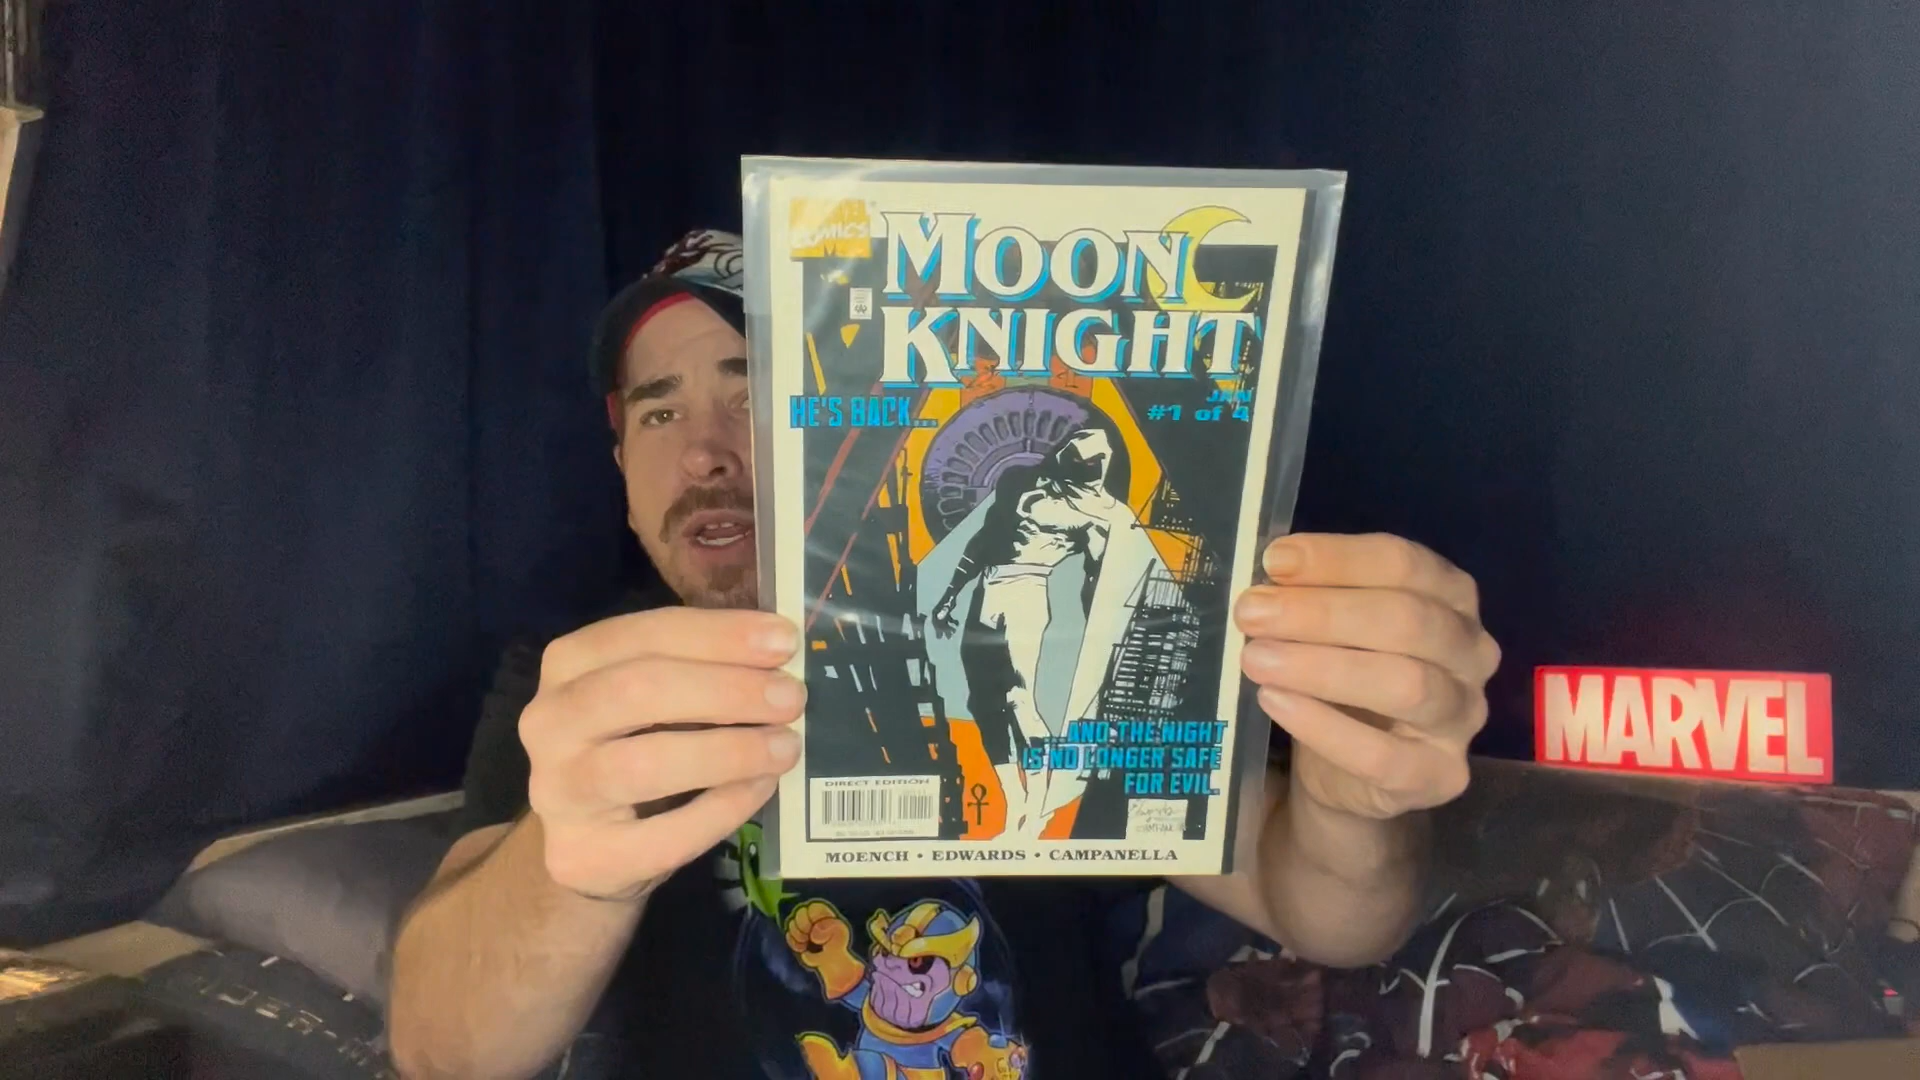 MARVEL
COMICS
MOON
KNIGHT
HE'S BACK...
JAN
#1 of 4
...AND THE NIGHT
IS NO LONGER SAFE
FOR EVIL.
DIRECT EDITION
MOENCH • EDWARDS • CAMPANELLA
MARVEL